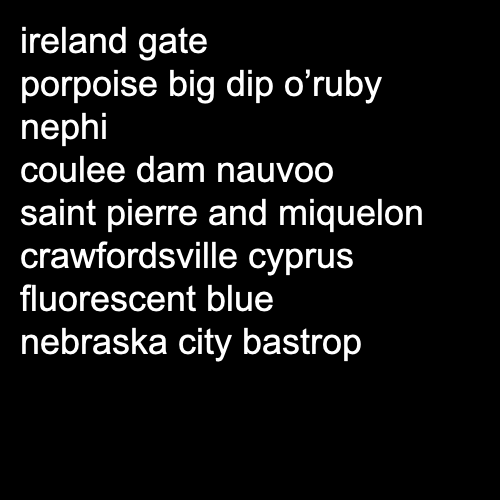 ireland gate
porpoise big dip o’ruby
nephi
coulee dam nauvoo
saint pierre and miquelon
crawfordsville cyprus
fluorescent blue
nebraska city bastrop